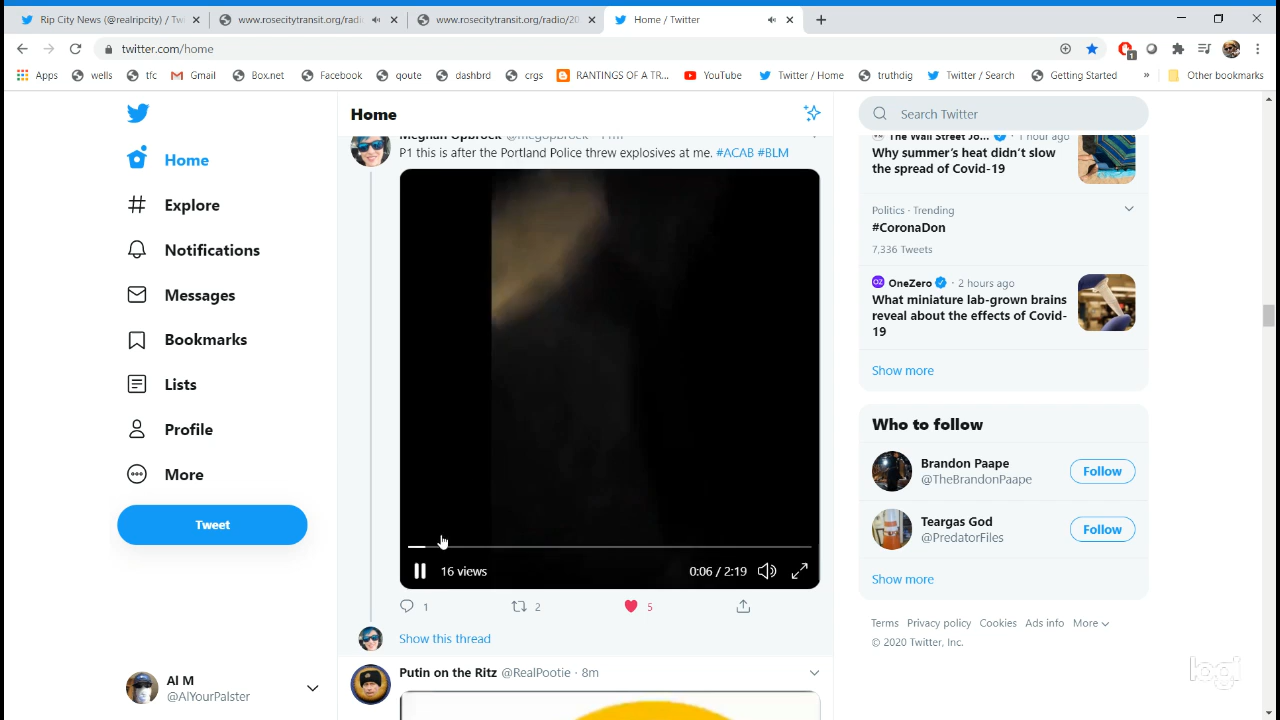 Rip City News (@realripcity) / Tw
www.rosecitytransit.org/radi
www.rosecitytransit.org/radio/20
Home / Twitter
twitter.com/home
1
Apps
wells
tfc
Gmail
Box.net
Facebook
qoute
dashbrd
crgs
RANTINGS OF A TR...
YouTube
Twitter / Home
truthdig
Twitter / Search
Getting Started
»
Other bookmarks
Home
Explore
Notifications
Messages
Bookmarks
Lists
Profile
More
Tweet
Al M
@AlYourPalster
Home
Meghan Opbroek @megopbroek · 11m
P1 this is after the Portland Police threw explosives at me. #ACAB #BLM
16 views
0:06 / 2:19
1
2
5
Show this thread
Putin on the Ritz @RealPootie · 8m
Search Twitter
The Wall Street Jo... · 1 hour ago
Why summer's heat didn't slow
the spread of Covid-19
Politics · Trending
#CoronaDon
7,336 Tweets
OZ OneZero · 2 hours ago
What miniature lab-grown brains
reveal about the effects of Covid-
19
Show more
Who to follow
Brandon Paape
@TheBrandonPaape
Follow
Teargas God
@PredatorFiles
Follow
Show more
Terms Privacy policy Cookies Ads info More
© 2020 Twitter, Inc.
logi